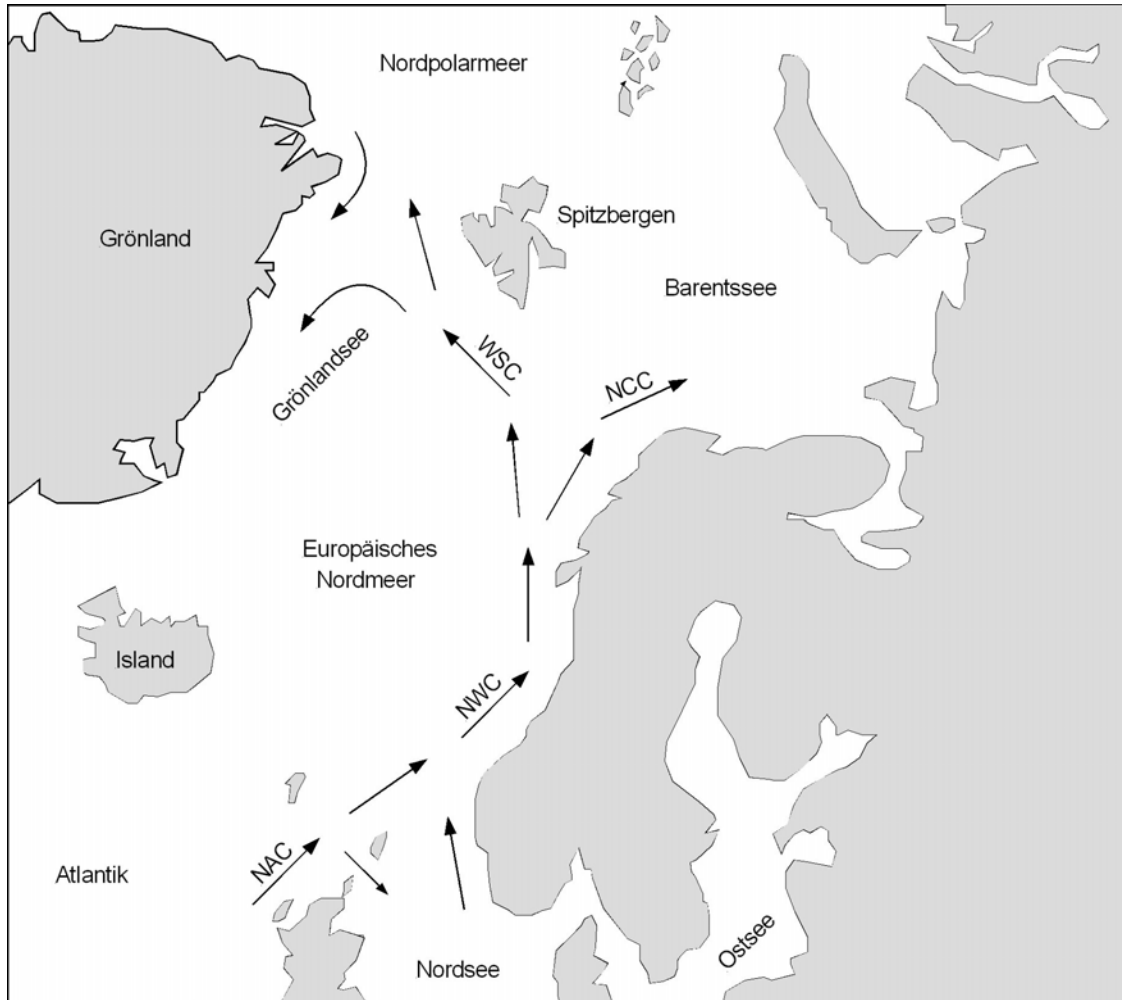 Nordpolarmeer
Grönland
Spitzbergen
Barentssee
WSC
Grönlandsee
NCC
Europäisches
Nordmeer
Island
NWC
NAC
Atlantik
Nordsee
Ostsee